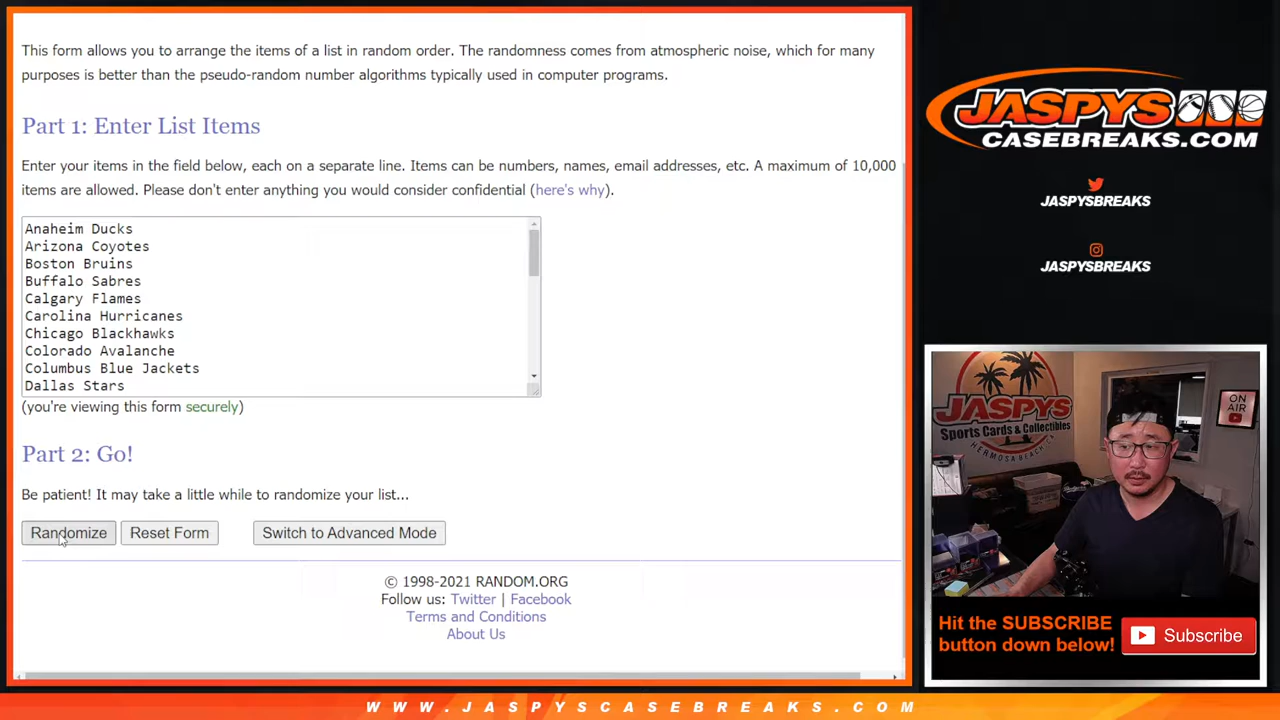 This form allows you to arrange the items of a list in random order. The randomness comes from atmospheric noise, which for many
purposes is better than the pseudo-random number algorithms typically used in computer programs.
Part 1: Enter List Items
Enter your items in the field below, each on a separate line. Items can be numbers, names, email addresses, etc. A maximum of 10,000
items are allowed. Please don't enter anything you would consider confidential (here's why).
Anaheim Ducks
Arizona Coyotes
Boston Bruins
Buffalo Sabres
Calgary Flames
Carolina Hurricanes
Chicago Blackhawks
Colorado Avalanche
Columbus Blue Jackets
Dallas Stars
(you're viewing this form securely)
Part 2: Go!
Be patient! It may take a little while to randomize your list...
Randomize
Reset Form
Switch to Advanced Mode
© 1998-2021 RANDOM.ORG
Follow us: Twitter | Facebook
Terms and Conditions
About Us
JASPYS
CASEBREAKS.COM
JASPYSBREAKS
JASPYSBREAKS
JASPYS
Sports Cards & Collectibles
HERMOSA BEACH, CA
ON
AIR
Hit the SUBSCRIBE
button down below!
Subscribe
WWW.JASPYSCASEBREAKS.COM